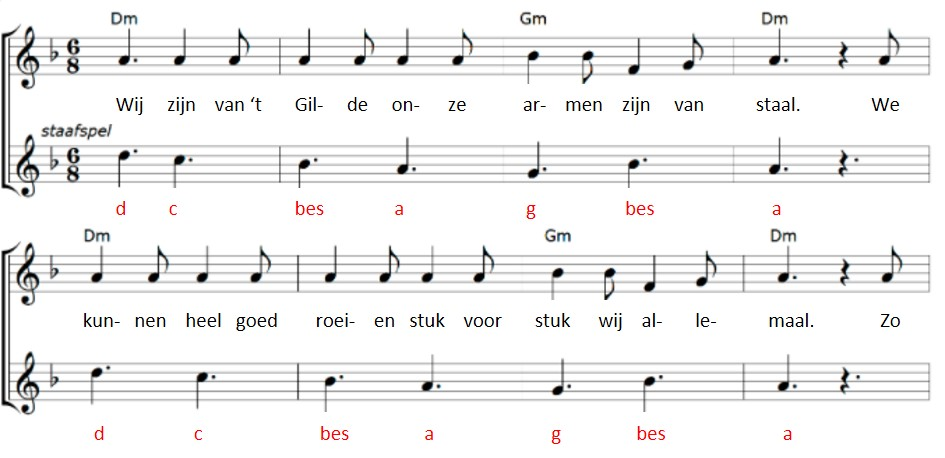 Dm Gm Dm
6 8
Wij zijn van ‘t Gil- de on- ze ar- men zijn van staal. We
staafspel
6 8
d c bes a g bes a
Dm Gm Dm
kun- nen heel goed roei- en stuk voor stuk wij al- le- maal. Zo
d c bes a g bes a